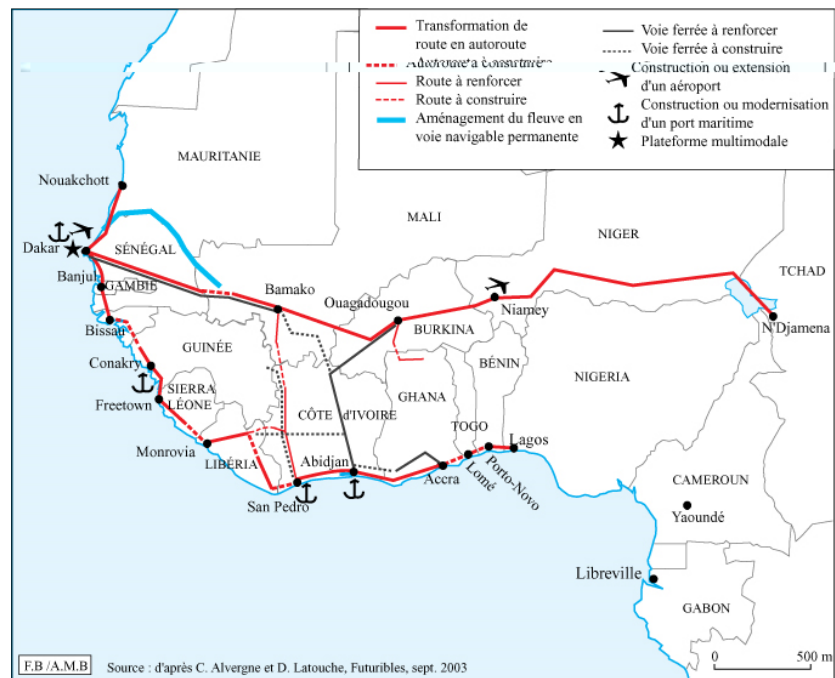 Transformation de
route en autoroute
Autoroute à construire
Route à renforcer
Route à construire
Aménagement du fleuve en
voie navigable permanente
Voie ferrée à renforcer
Voie ferrée à construire
Construction ou extension
d'un aéroport
Construction ou modernisation
d'un port maritime
Plateforme multimodale
MAURITANIE
Nouakchott
MALI
NIGER
TCHAD
Dakar
SÉNÉGAL
Banjul
GAMBIE
Bamako
Ouagadougou
Niamey
N'Djamena
Bissau
BURKINA
GUINÉE
BÉNIN
Conakry
NIGERIA
SIERRA
LÉONE
GHANA
Freetown
CÔTE d'IVOIRE
TOGO
Monrovia
LIBÉRIA
Abidjan
Accra
Lomé
Porto-Novo
Lagos
San Pedro
CAMEROUN
Yaoundé
Libreville
GABON
F.B /A.M.B
Source : d'après C. Alvergne et D. Latouche, Futuribles, sept. 2003
0 500 m